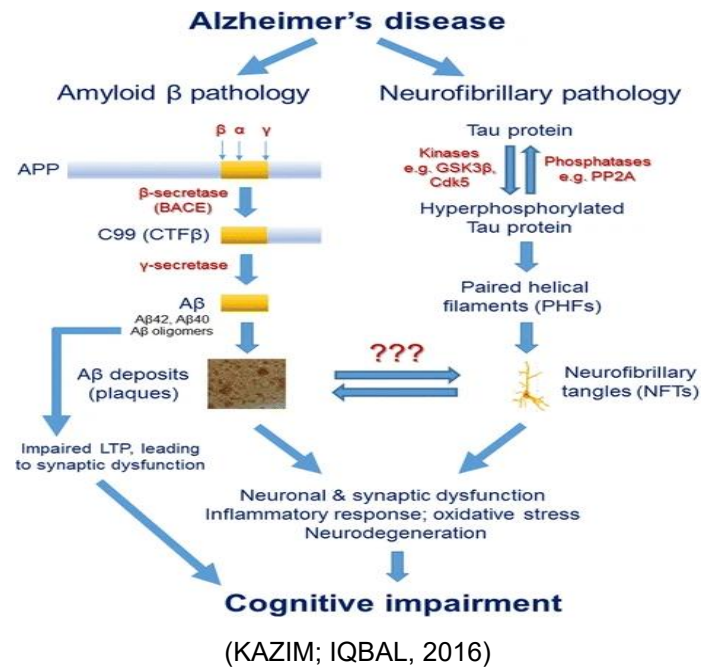 Alzheimer's disease
Amyloid β pathology
Neurofibrillary pathology
β α γ
APP
β-secretase
(BACE)
C99 (CTFβ)
γ-secretase
Aβ
Aβ42, Aβ40
Aβ oligomers
Aβ deposits
(plaques)
Impaired LTP, leading
to synaptic dysfunction
Tau protein
Kinases
e.g. GSK3β,
Cdk5
Phosphatases
e.g. PP2A
Hyperphosphorylated
Tau protein
Paired helical
filaments (PHFs)
???
Neurofibrillary
tangles (NFTs)
Neuronal & synaptic dysfunction
Inflammatory response; oxidative stress
Neurodegeneration
Cognitive impairment
(KAZIM; IQBAL, 2016)